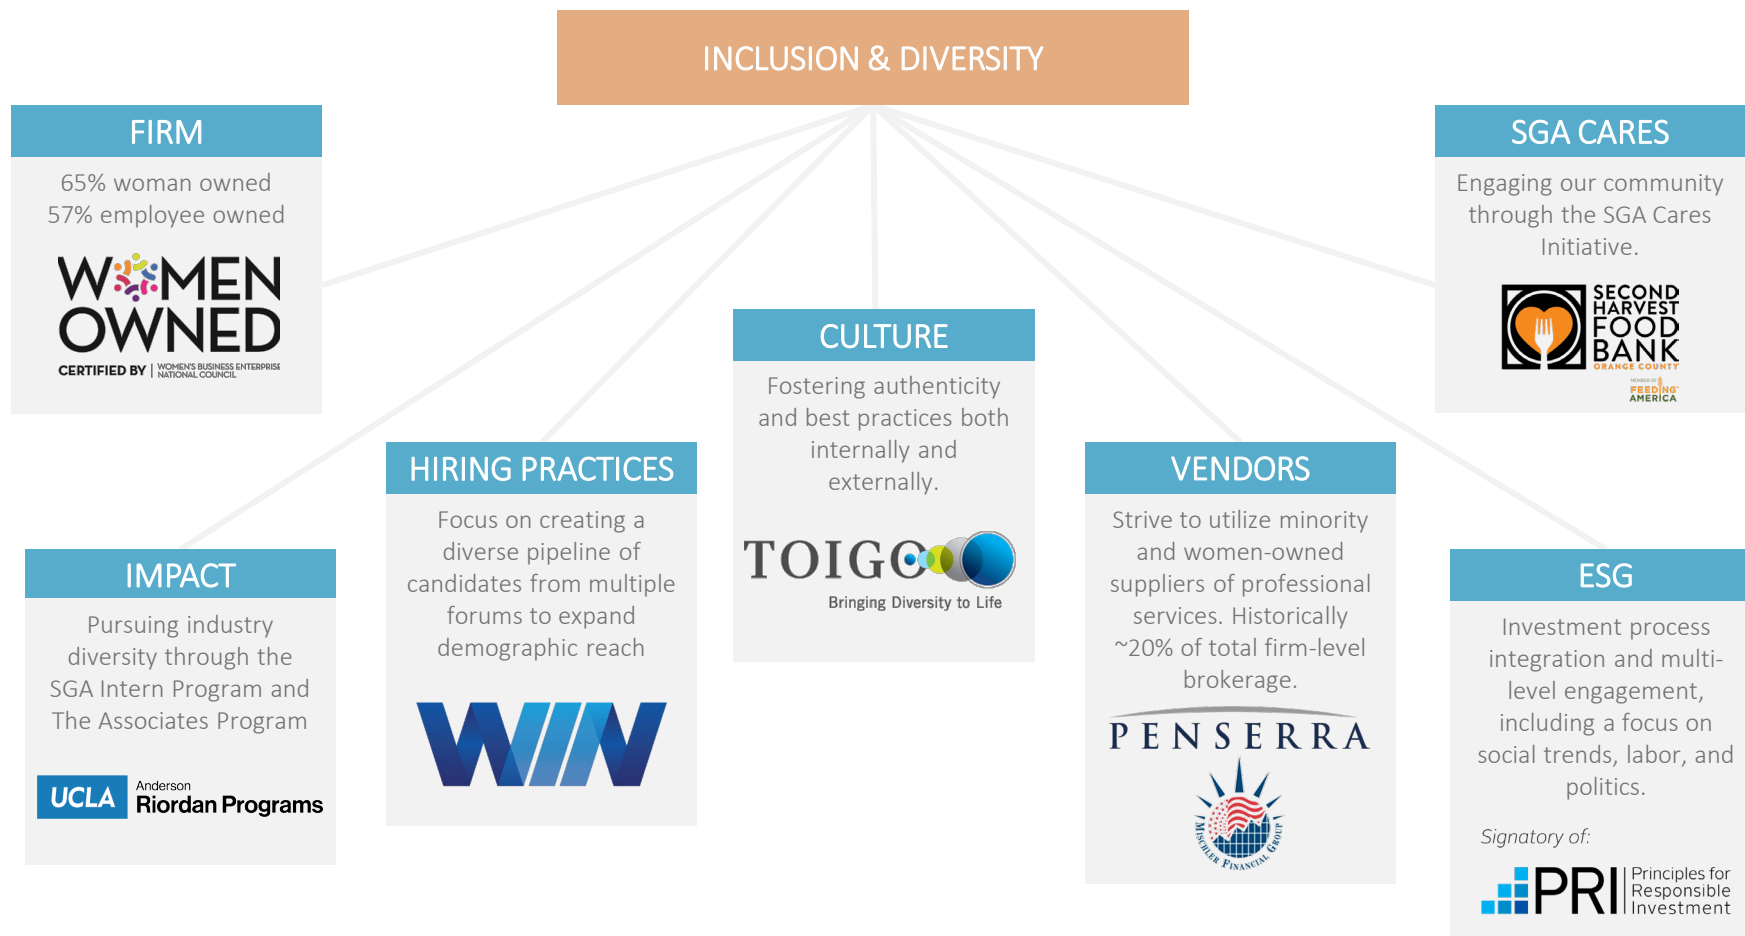 INCLUSION & DIVERSITY
FIRM
65% woman owned
57% employee owned
WOMEN
OWNED
CERTIFIED BY
WOMEN'S BUSINESS ENTERPRISE
NATIONAL COUNCIL
SGA CARES
Engaging our community
through the SGA Cares
Initiative.
SECOND
HARVEST
FOOD
BANK
ORANGE COUNTY
MEMBER OF
FEEDING
AMERICA
CULTURE
Fostering authenticity
and best practices both
internally and
externally.
TOIGO
Bringing Diversity to Life
HIRING PRACTICES
Focus on creating a
diverse pipeline of
candidates from multiple
forums to expand
demographic reach
WIN
VENDORS
Strive to utilize minority
and women-owned
suppliers of professional
services. Historically
~20% of total firm-level
brokerage.
PENSERRA
MISCHLER FINANCIAL GROUP
IMPACT
Pursuing industry
diversity through the
SGA Intern Program and
The Associates Program
UCLA
Anderson
Riordan Programs
ESG
Investment process
integration and multi-
level engagement,
including a focus on
social trends, labor, and
politics.
Signatory of:
PRI
Principles for
Responsible
Investment